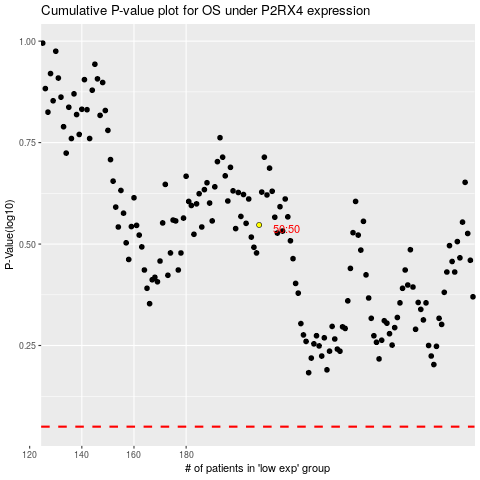 Cumulative P-value plot for OS under P2RX4 expression
P-Value(log10)
1.00
0.75
0.50
0.25
50:50
120 140 160 180
# of patients in 'low exp' group